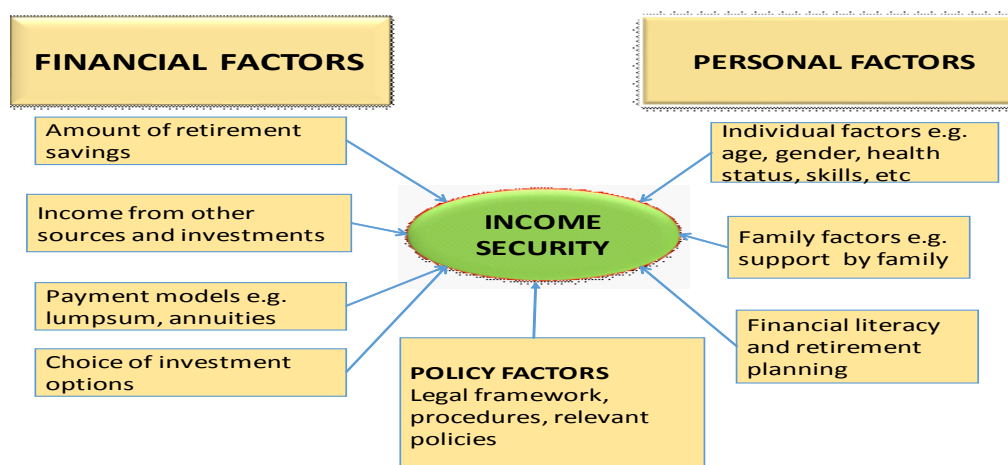 FINANCIAL FACTORS
PERSONAL FACTORS
Amount of retirement
savings
Income from other
sources and investments
Payment models e.g.
lumpsum, annuities
Choice of investment
options
INCOME
SECURITY
POLICY FACTORS
Legal framework,
procedures, relevant
policies
Individual factors e.g.
age, gender, health
status, skills, etc
Family factors e.g.
support by family
Financial literacy
and retirement
planning